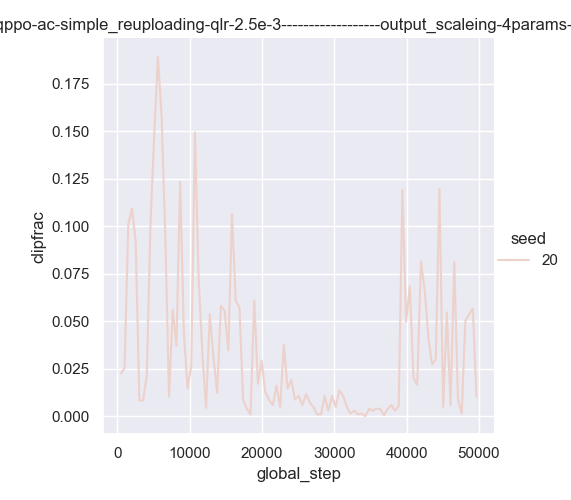 qppo-ac-simple_reuploading-qlr-2.5e-3------------------output_scaleing-4params-
0.175
0.150
0.125
0.100
0.075
0.050
0.025
0.000
dipfrac
0 10000 20000 30000 40000 50000
global_step
seed
20